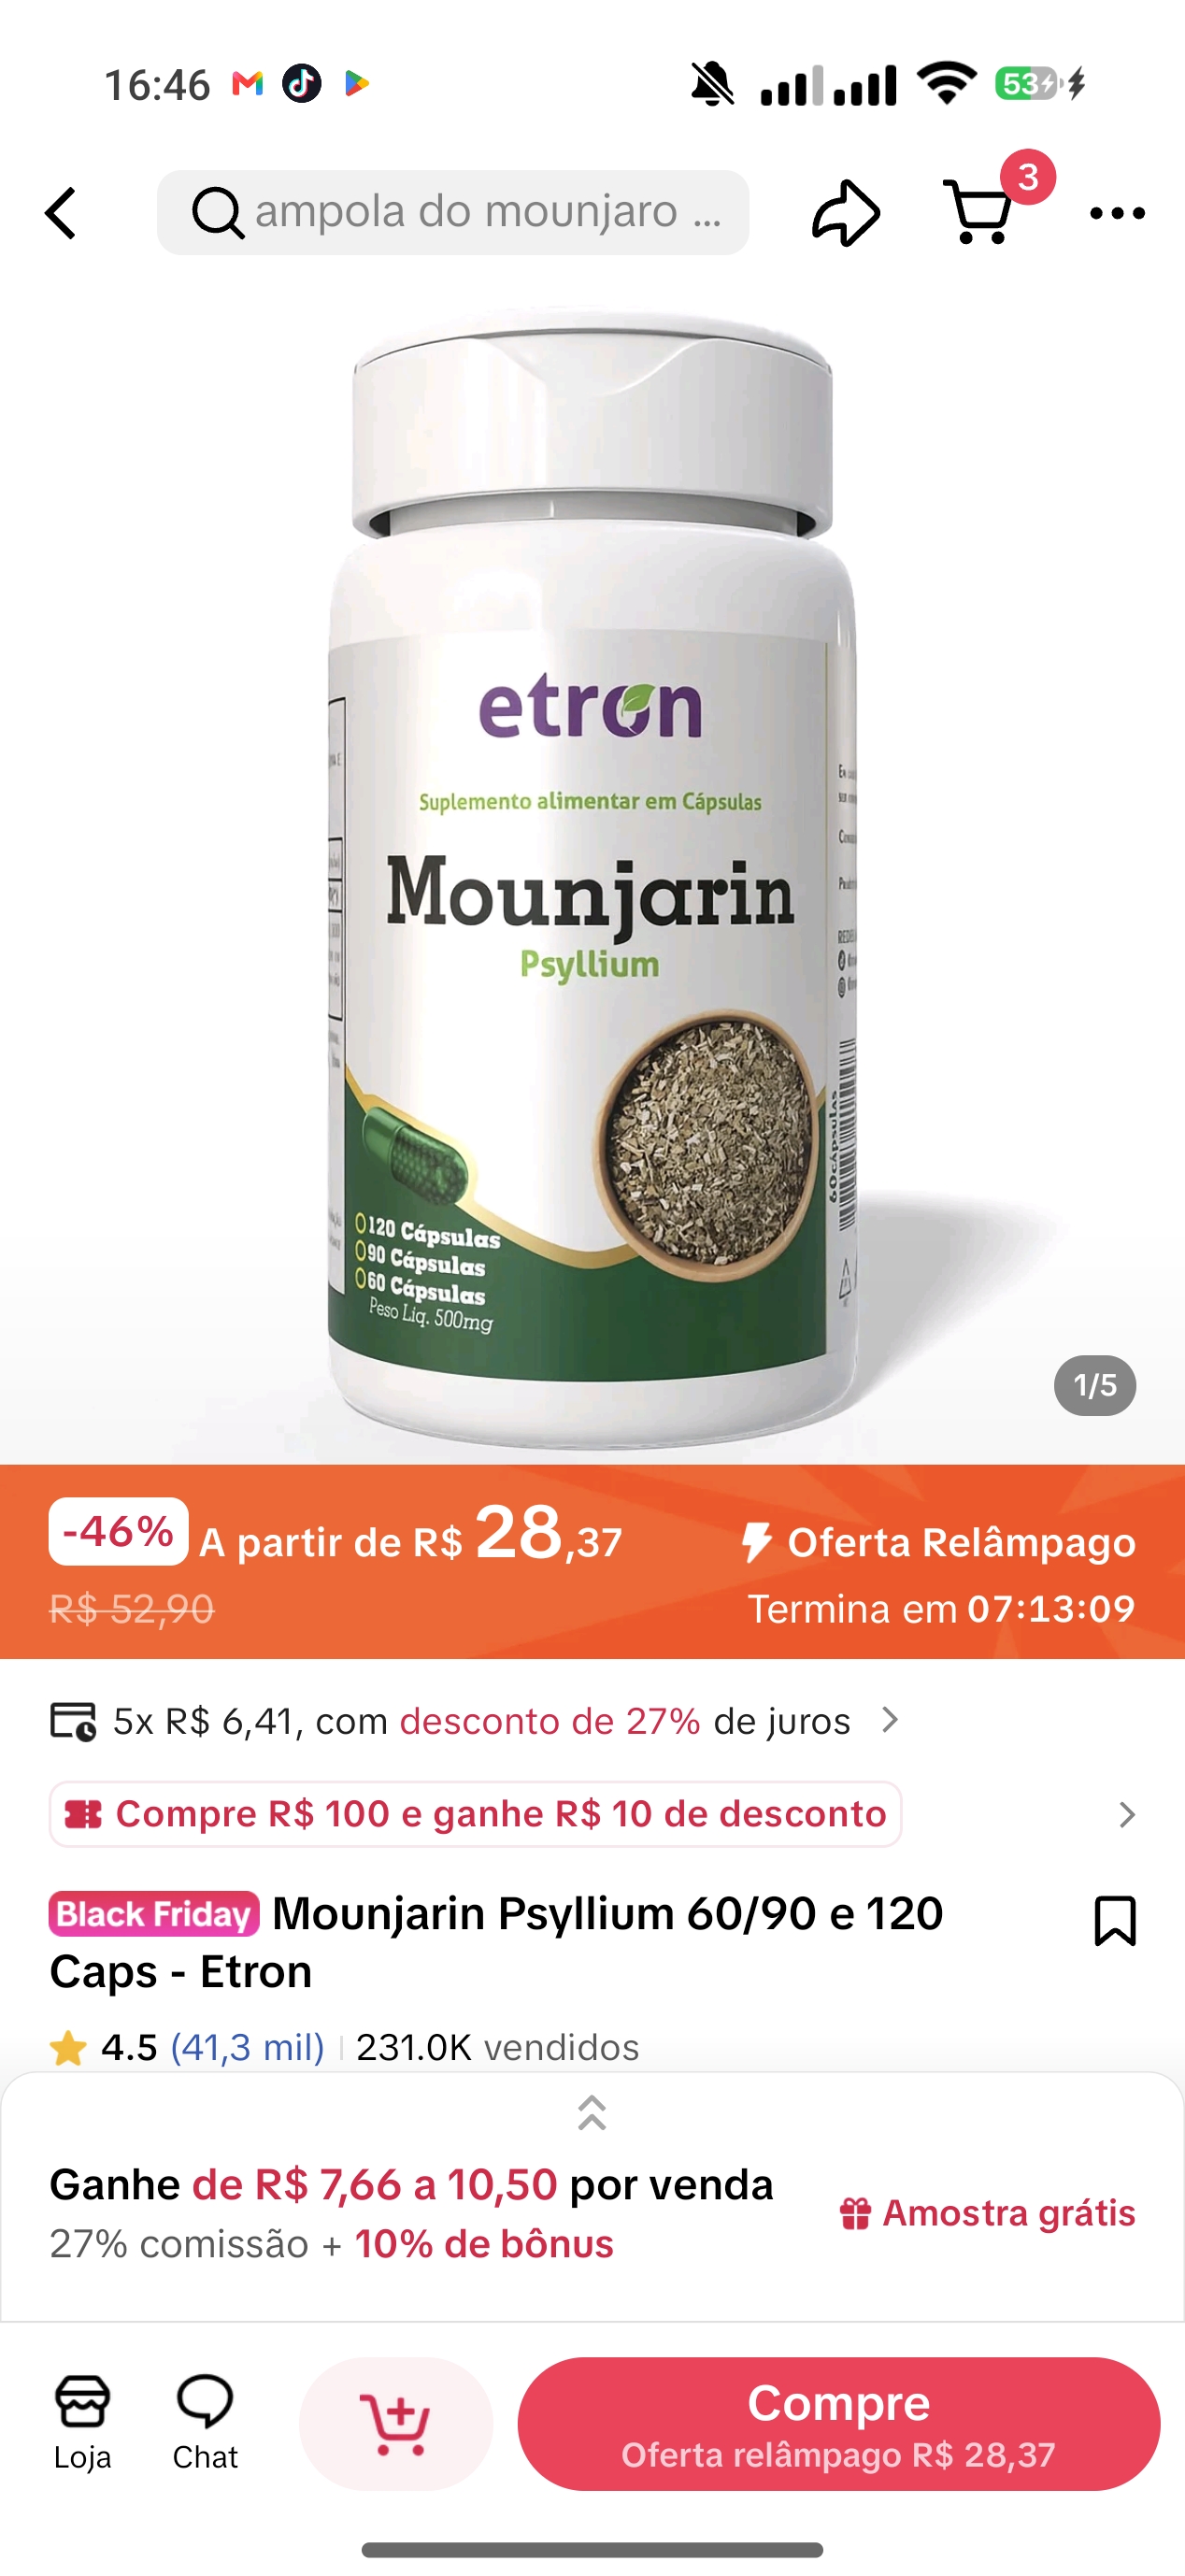 16:46
53
ampola do mounjaro ...
3
etron
Suplemento alimentar em Cápsulas
Mounjarin
Psyllium
120 Cápsulas
90 Cápsulas
60 Cápsulas
Peso Liq. 500mg
60cápsulas
1/5
-46% A partir de R$ 28,37
Oferta Relâmpago
R$ 52,90
Termina em 07:13:09
5x R$ 6,41, com desconto de 27% de juros
Compre R$ 100 e ganhe R$ 10 de desconto
Black Friday Mounjarin Psyllium 60/90 e 120
Caps - Etron
4.5 (41,3 mil) 231.0K vendidos
Ganhe de R$ 7,66 a 10,50 por venda
27% comissão + 10% de bônus
Amostra grátis
Loja
Chat
Compre
Oferta relâmpago R$ 28,37